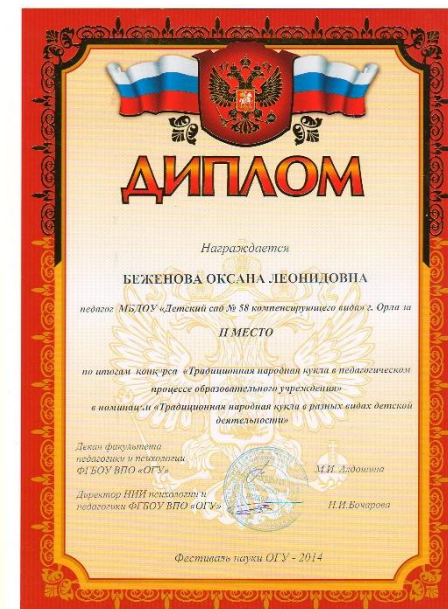 ДИПЛОМ
Награждается
БЕЖЕНОВА ОКСАНА ЛЕОНИДОВНА
педагог МБДОУ «Детский сад № 58 компенсирующего вида» г. Орла за
II МЕСТО
по итогам конкурса «Традиционная народная кукла в педагогическом
процессе образовательного учреждения»
в номинации «Традиционная народная кукла в разных видах детской
деятельности»
Декан факультета
педагогики и психологии
ФГБОУ ВПО «ОГУ»
М.И. Алдошина
Директор НИИ психологии и
педагогики ФГБОУ ВПО «ОГУ»
Н.И.Бочарова
Фестиваль науки ОГУ - 2014